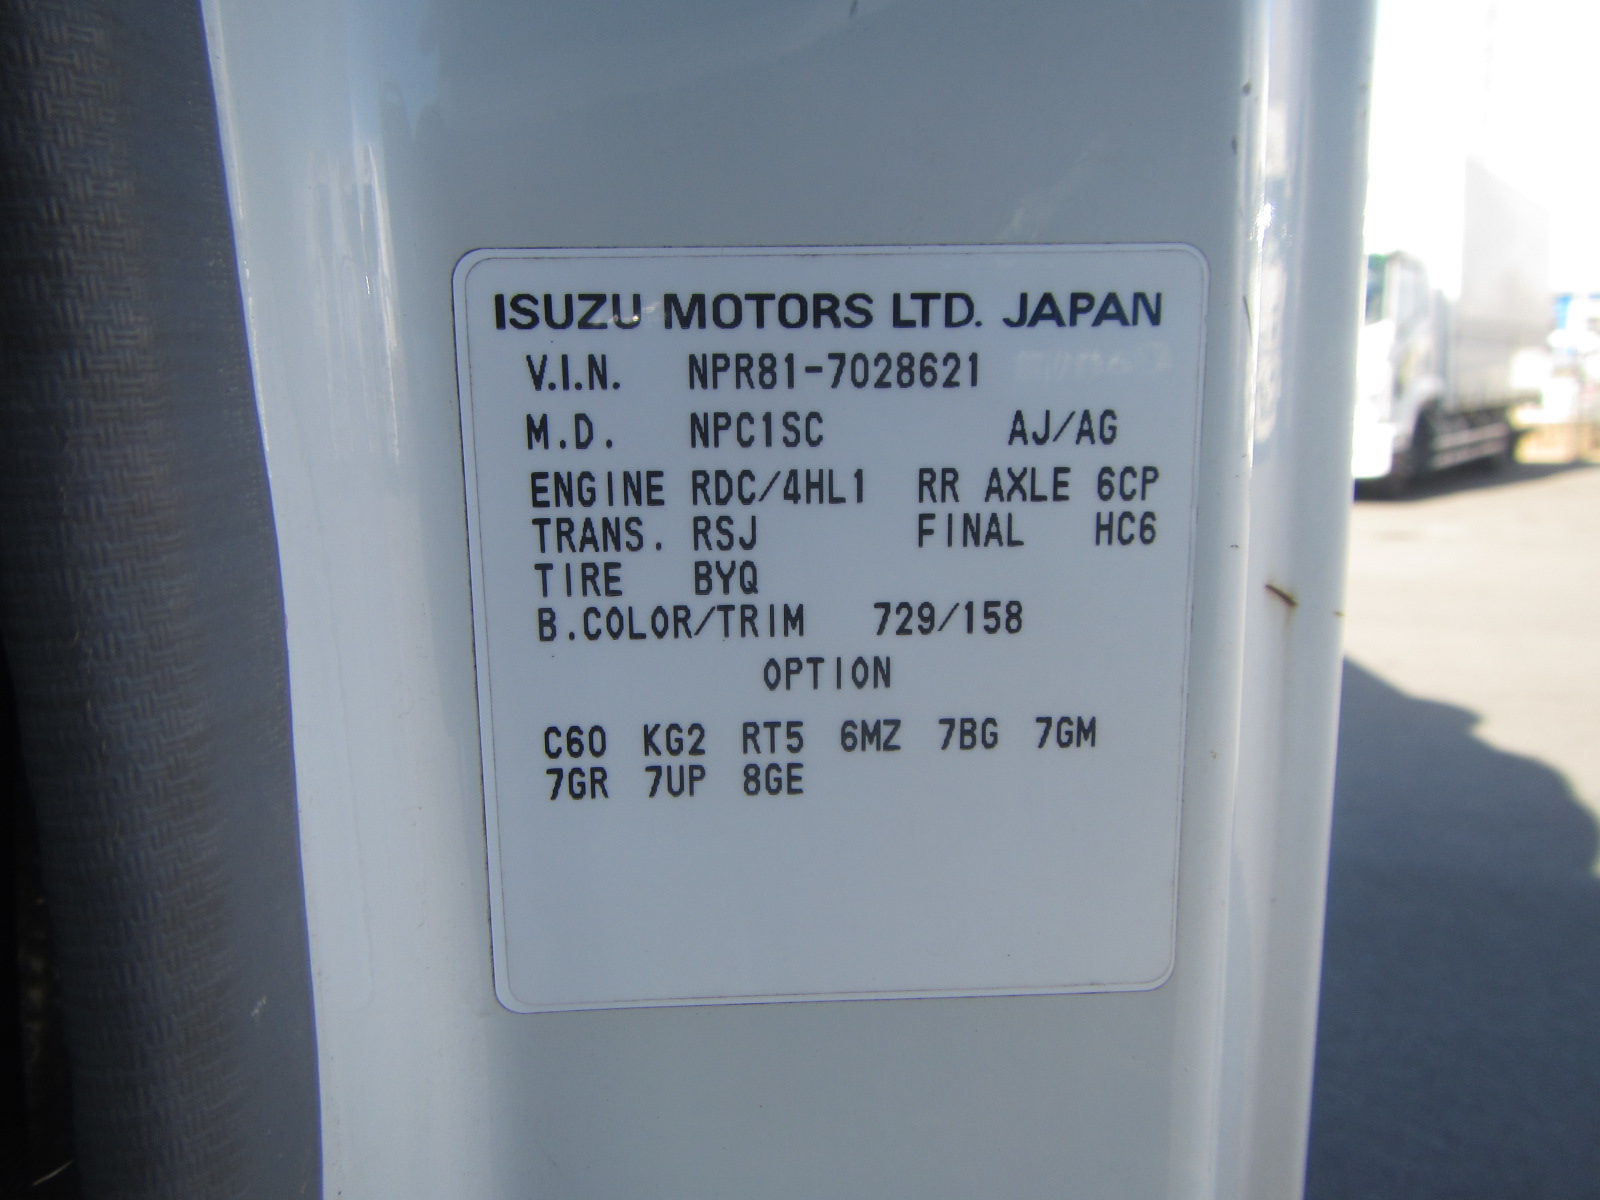 ISUZU MOTORS LTD. JAPAN
V.I.N. NPR81-7028621
M.D. NPC1SC AJ/AG
ENGINE RDC/4HL1 RR AXLE 6CP
TRANS. RSJ FINAL HC6
TIRE BYQ
B.COLOR/TRIM 729/158
OPTION
C60 KG2 RT5 6MZ 7BG 7GM
7GR 7UP 8GE